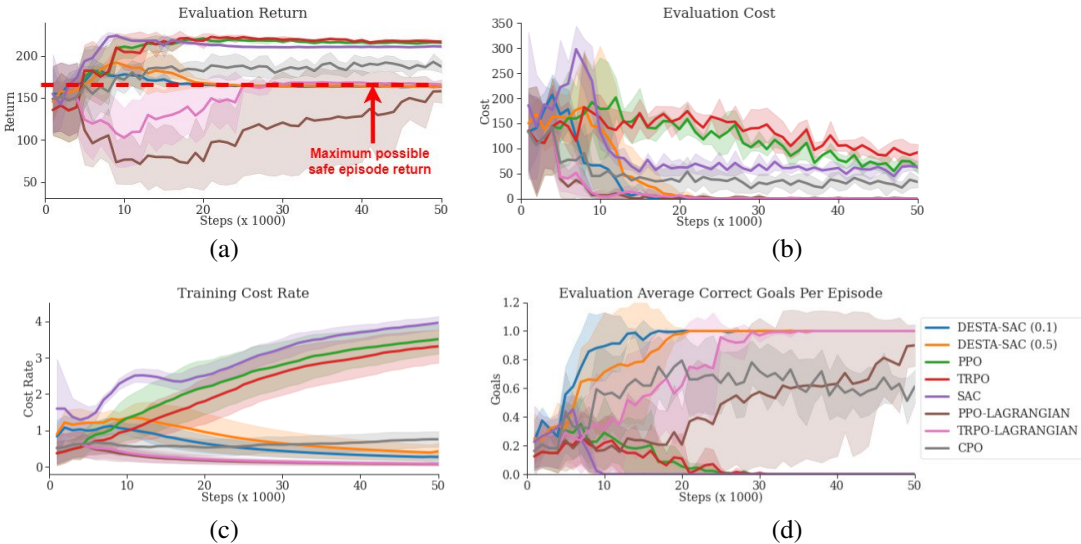 Evaluation Return
Return
200
150
100
50
Maximum possible
safe episode return
0
10
20
30
40
50
Steps (x 1000)
(a)
Evaluation Cost
Cost
350
300
250
200
150
100
50
0
0
10
20
30
40
50
Steps (x 1000)
(b)
Training Cost Rate
Cost Rate
4
3
2
1
0
0
10
20
30
40
50
Steps (x 1000)
(c)
Evaluation Average Correct Goals Per Episode
Goals
1.2
1.0
0.8
0.6
0.4
0.2
0.0
0
10
20
30
40
50
Steps (x 1000)
(d)
DESTA-SAC (0.1)
DESTA-SAC (0.5)
PPO
TRPO
SAC
PPO-LAGRANGIAN
TRPO-LAGRANGIAN
CPO